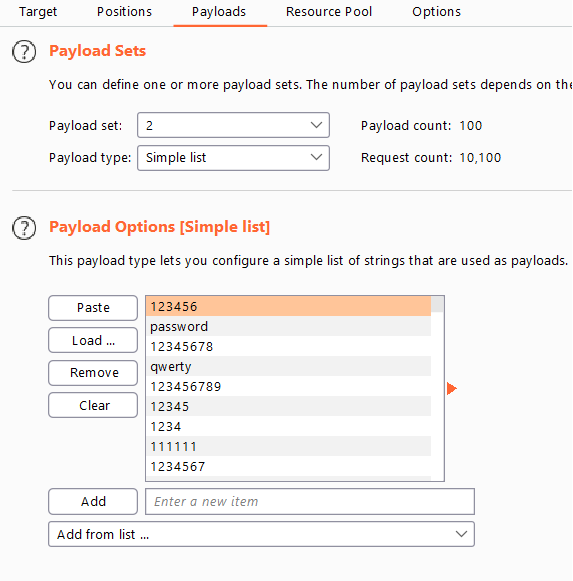 Target Positions Payloads Resource Pool Options
? Payload Sets
You can define one or more payload sets. The number of payload sets depends on the
Payload set: 2 Payload count: 100
Payload type: Simple list Request count: 10,100
? Payload Options [Simple list]
This payload type lets you configure a simple list of strings that are used as payloads.
Paste
Load ...
Remove
Clear
123456
password
12345678
qwerty
123456789
12345
1234
111111
1234567
Add Enter a new item
Add from list ...